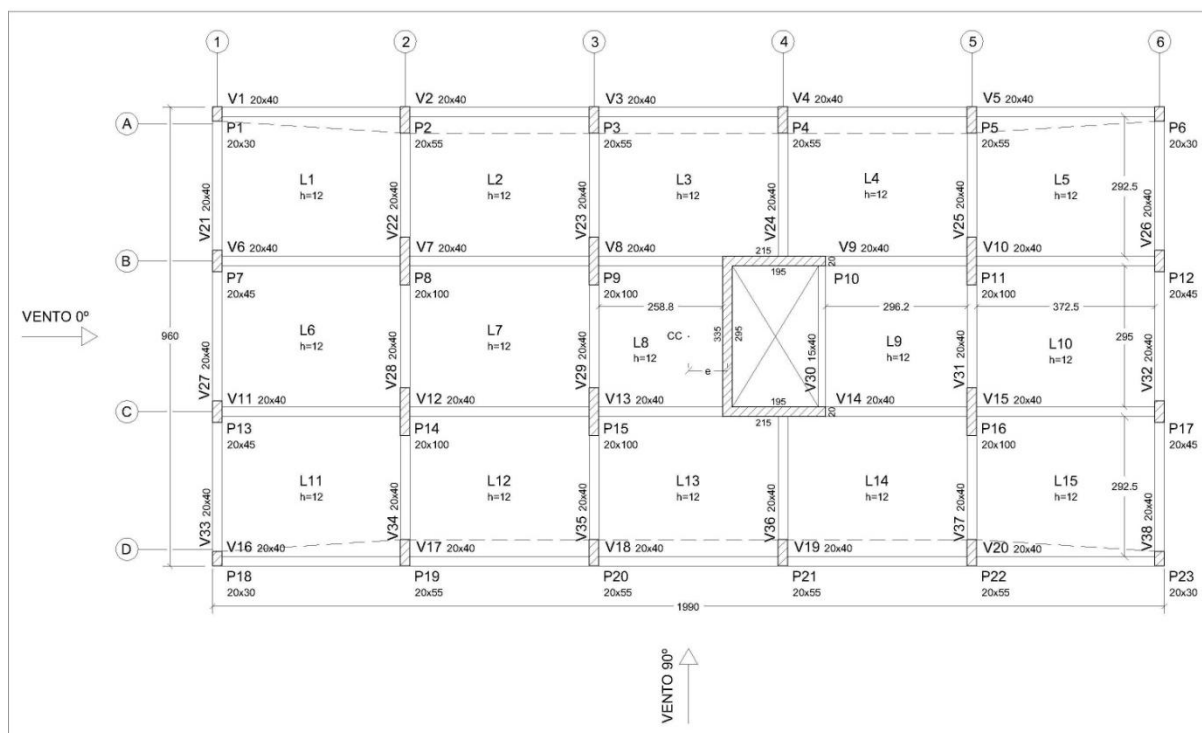 1 2 3 4 5 6
V1 20x40 V2 20x40 V3 20x40 V4 20x40 V5 20x40
A
P1 P2 P3 P4 P5 P6
20x30 20x55 20x55 20x55 20x55 20x30
V21 20x40 V22 20x40 V23 20x40 V24 20x40 V25 20x40 V26 20x40
L1 L2 L3 L4 L5
h=12 h=12 h=12 h=12 h=12
292.5
V6 20x40 V7 20x40 V8 20x40 V9 20x40 V10 20x40
215
195
20
B
P7 P8 P9 P10 P11 P12
20x45 20x100 20x100 20x100 20x45
258.8 296.2 372.5
VENTO 0º
960
V27 20x40 V28 20x40 V29 20x40 V30 15x40 V31 20x40 V32 20x40
L6 L7 L8 L9 L10
h=12 h=12 h=12 h=12 h=12
CC
e
335
295
295
V11 20x40 V12 20x40 V13 20x40 V14 20x40 V15 20x40
195
215
20
C
P13 P14 P15 P16 P17
20x45 20x100 20x100 20x100 20x45
V33 20x40 V34 20x40 V35 20x40 V36 20x40 V37 20x40 V38 20x40
L11 L12 L13 L14 L15
h=12 h=12 h=12 h=12 h=12
292.5
V16 20x40 V17 20x40 V18 20x40 V19 20x40 V20 20x40
D
P18 P19 P20 P21 P22 P23
20x30 20x55 20x55 20x55 20x55 20x30
1990
VENTO 90º